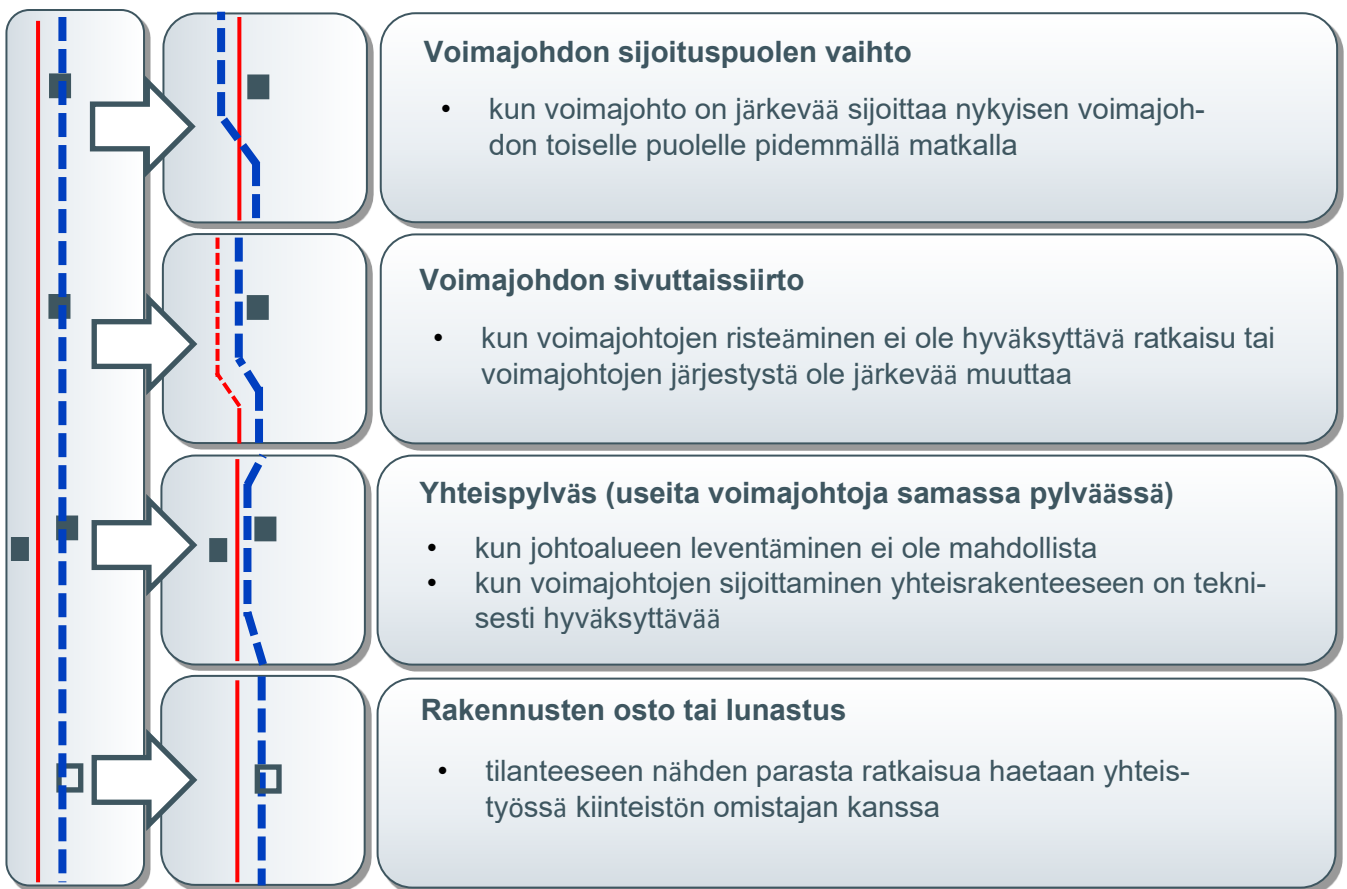 Voimajohdon sijoituspuolen vaihto
• kun voimajohto on järkevää sijoittaa nykyisen voimajoh-
don toiselle puolelle pidemmällä matkalla
Voimajohdon sivuttaissiirto
• kun voimajohtojen risteäminen ei ole hyväksyttävä ratkaisu tai
voimajohtojen järjestystä ole järkevää muuttaa
Yhteispylväs (useita voimajohtoja samassa pylväässä)
• kun johtoalueen leventäminen ei ole mahdollista
• kun voimajohtojen sijoittaminen yhteisrakenteeseen on tekni-
sesti hyväksyttävää
Rakennusten osto tai lunastus
• tilanteeseen nähden parasta ratkaisua haetaan yhteis-
työssä kiinteistön omistajan kanssa